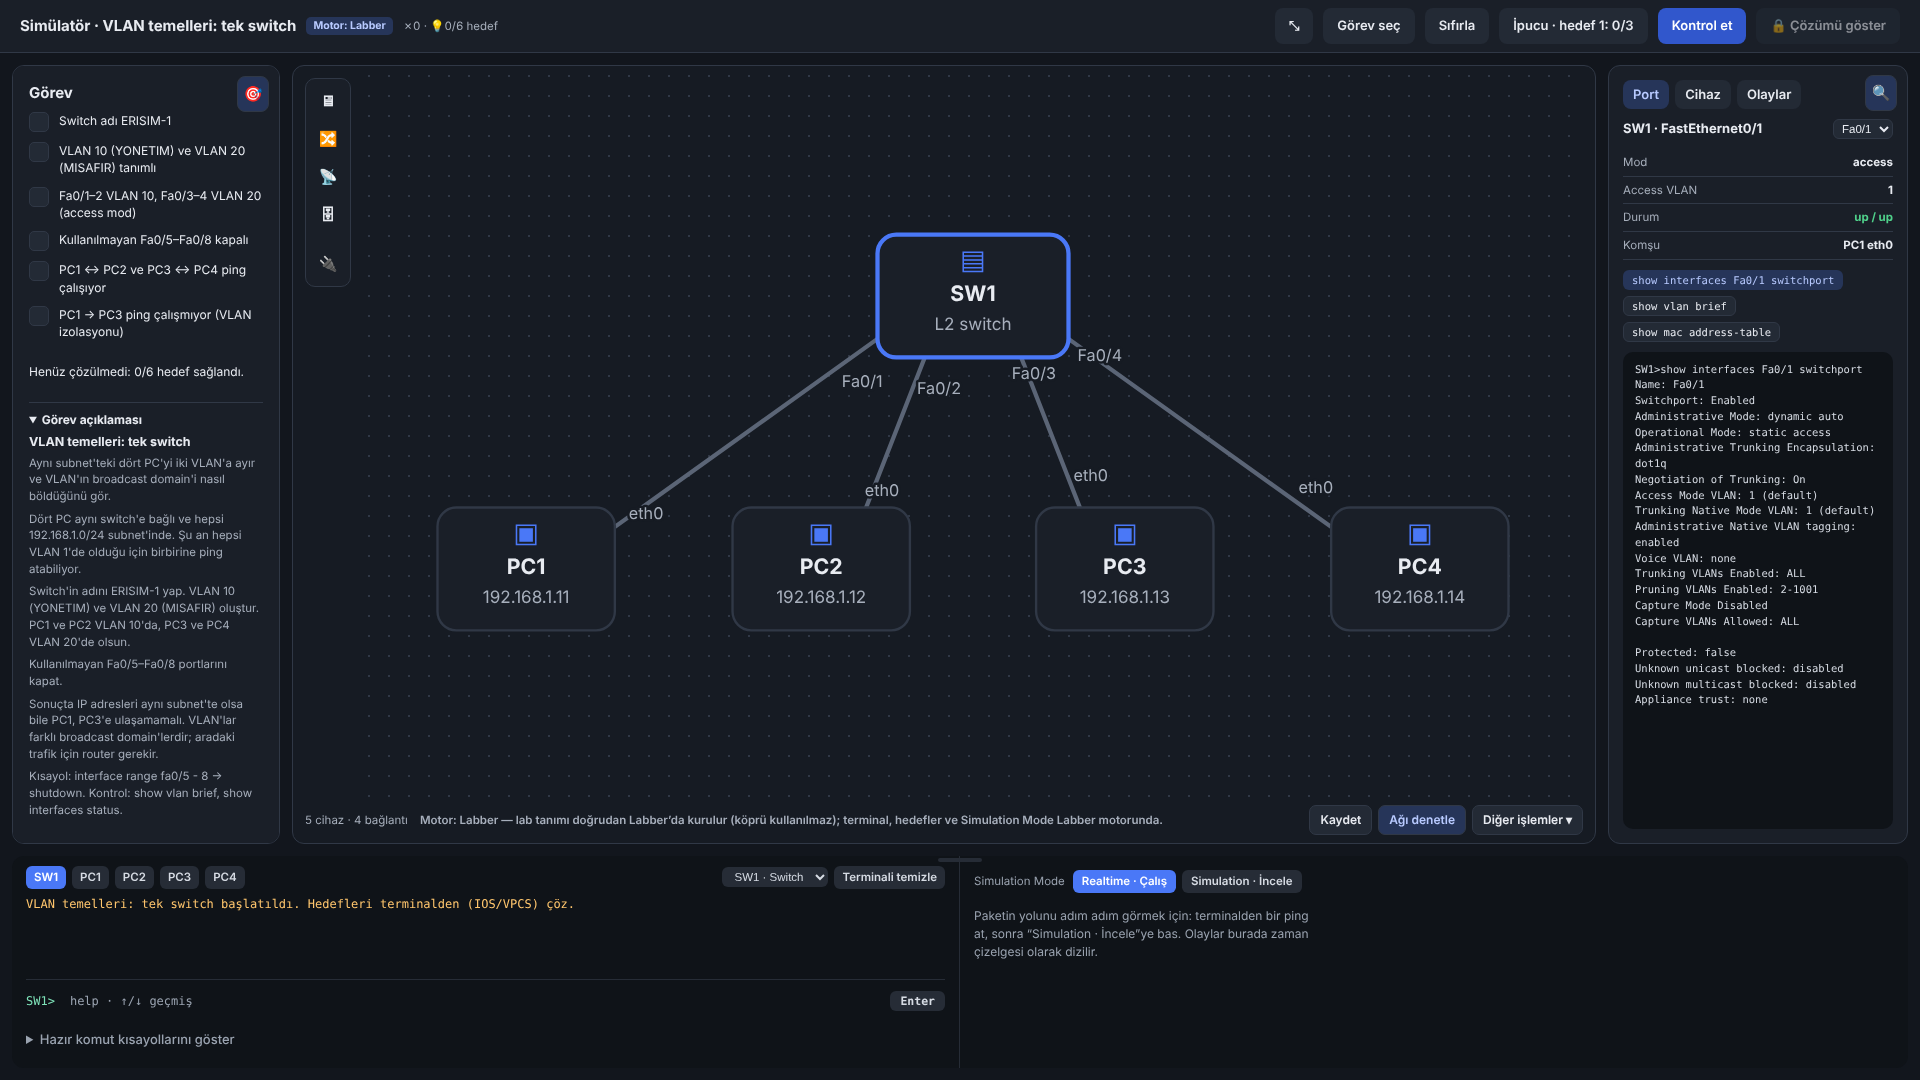 Simülatör · VLAN temelleri: tek switch
Motor: Labber
×0 · 💡0/6 hedef
Görev seç
Sıfırla
İpucu · hedef 1: 0/3
Kontrol et
🔒 Çözümü göster
Görev
Switch adı ERISIM-1
VLAN 10 (YONETIM) ve VLAN 20
(MISAFIR) tanımlı
Fa0/1–2 VLAN 10, Fa0/3–4 VLAN 20
(access mod)
Kullanılmayan Fa0/5–Fa0/8 kapalı
PC1 ↔ PC2 ve PC3 ↔ PC4 ping
çalışıyor
PC1 → PC3 ping çalışmıyor (VLAN
izolasyonu)
Henüz çözülmedi: 0/6 hedef sağlandı.
▼ Görev açıklaması
VLAN temelleri: tek switch
Aynı subnet'teki dört PC'yi iki VLAN'a ayır
ve VLAN'ın broadcast domain'i nasıl
böldüğünü gör.
Dört PC aynı switch'e bağlı ve hepsi
192.168.1.0/24 subnet'inde. Şu an hepsi
VLAN 1'de olduğu için birbirine ping
atabiliyor.
Switch'in adını ERISIM-1 yap. VLAN 10
(YONETIM) ve VLAN 20 (MISAFIR) oluştur.
PC1 ve PC2 VLAN 10'da, PC3 ve PC4
VLAN 20'de olsun.
Kullanılmayan Fa0/5–Fa0/8 portlarını
kapat.
Sonuçta IP adresleri aynı subnet'te olsa
bile PC1, PC3'e ulaşamamalı. VLAN'lar
farklı broadcast domain'lerdir; aradaki
trafik için router gerekir.
Kısayol: interface range fa0/5 - 8 →
shutdown. Kontrol: show vlan brief, show
interfaces status.
SW1
L2 switch
Fa0/1
Fa0/2
Fa0/3
Fa0/4
eth0
eth0
eth0
eth0
PC1
192.168.1.11
PC2
192.168.1.12
PC3
192.168.1.13
PC4
192.168.1.14
5 cihaz · 4 bağlantı
Motor: Labber — lab tanımı doğrudan Labber'da kurulur (köprü kullanılmaz); terminal, hedefler ve Simulation Mode Labber motorunda.
Kaydet
Ağı denetle
Diğer işlemler ▾
Port
Cihaz
Olaylar
SW1 · FastEthernet0/1
Fa0/1
Mod access
Access VLAN 1
Durum up / up
Komşu PC1 eth0
show interfaces Fa0/1 switchport
show vlan brief
show mac address-table
SW1>show interfaces Fa0/1 switchport
Name: Fa0/1
Switchport: Enabled
Administrative Mode: dynamic auto
Operational Mode: static access
Administrative Trunking Encapsulation:
dot1q
Negotiation of Trunking: On
Access Mode VLAN: 1 (default)
Trunking Native Mode VLAN: 1 (default)
Administrative Native VLAN tagging:
enabled
Voice VLAN: none
Trunking VLANs Enabled: ALL
Pruning VLANs Enabled: 2-1001
Capture Mode Disabled
Capture VLANs Allowed: ALL
Protected: false
Unknown unicast blocked: disabled
Unknown multicast blocked: disabled
Appliance trust: none
SW1
PC1
PC2
PC3
PC4
SW1 · Switch
Terminali temizle
VLAN temelleri: tek switch başlatıldı. Hedefleri terminalden (IOS/VPCS) çöz.
SW1> help · ↑/↓ geçmiş
Enter
▶ Hazır komut kısayollarını göster
Simulation Mode
Realtime · Çalış
Simulation · İncele
Paketin yolunu adım adım görmek için: terminalden bir ping
at, sonra “Simulation · İncele”ye bas. Olaylar burada zaman
çizelgesi olarak dizilir.